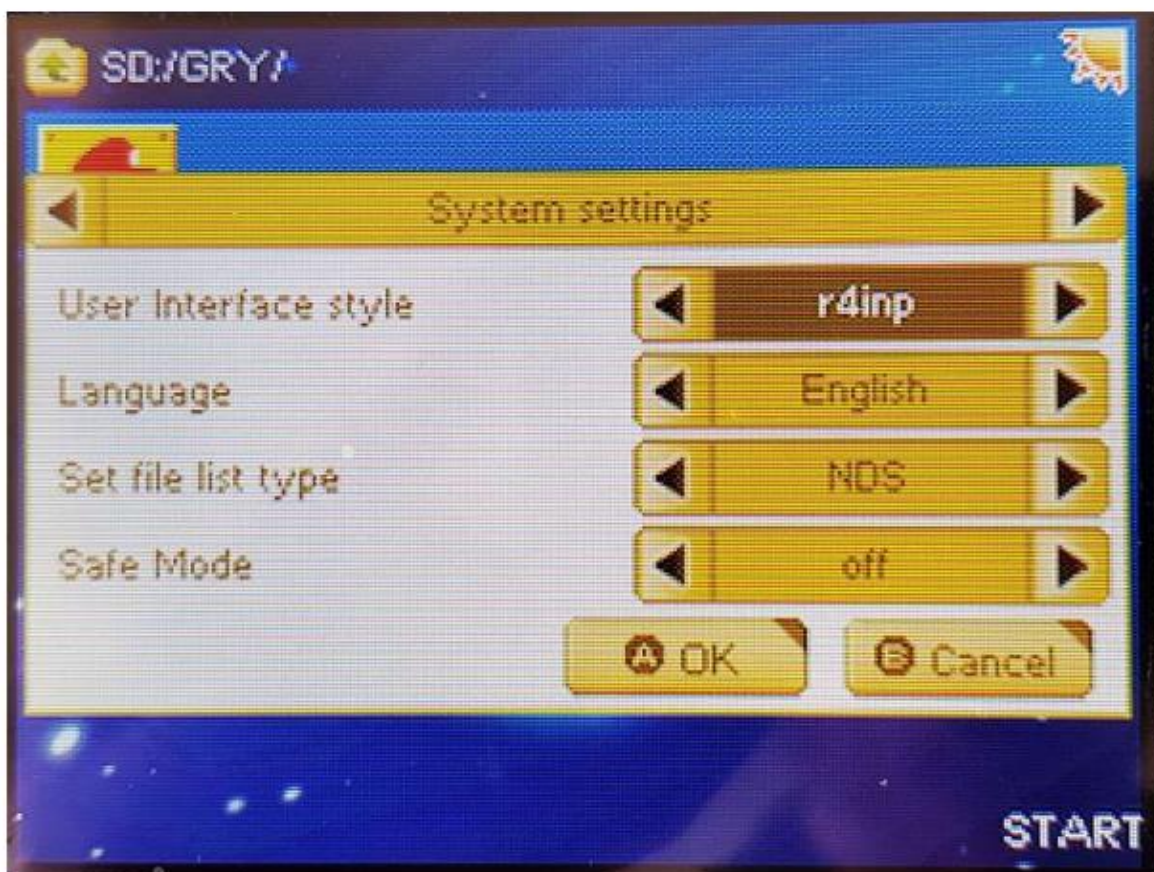 SD:/GRY/
System settings
User Interface style r4inp
Language English
Set file list type NDS
Safe Mode off
A OK B Cancel
START